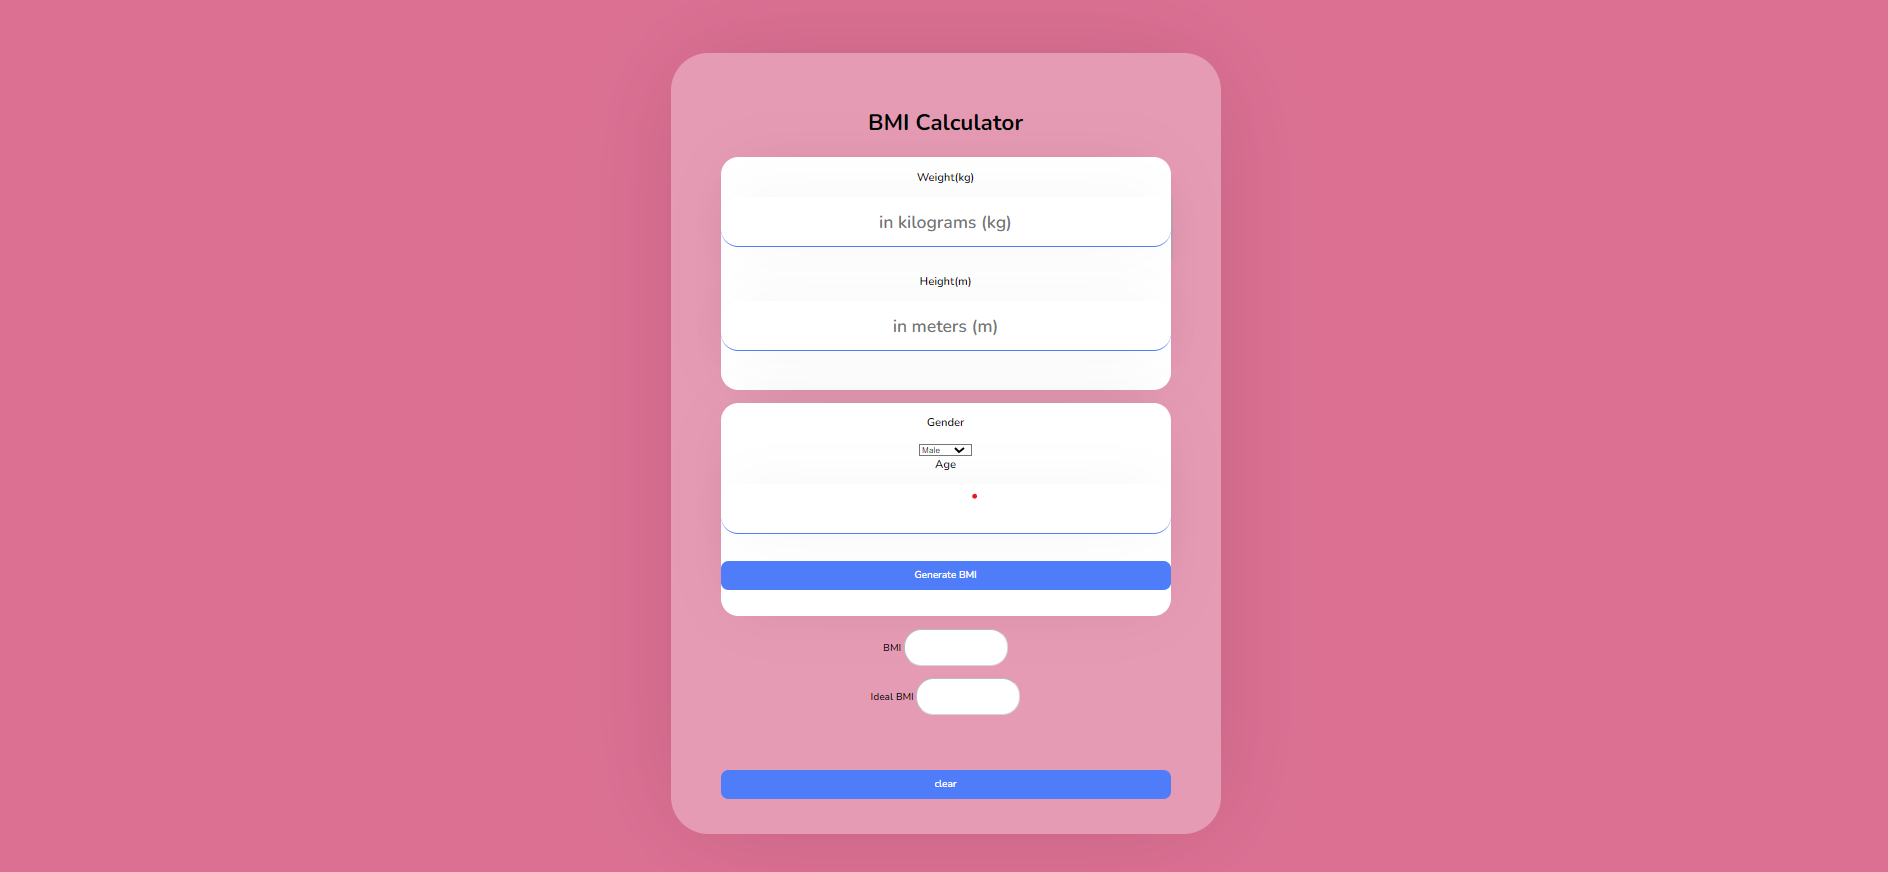 BMI Calculator
Weight(kg)
in kilograms (kg)
Height(m)
in meters (m)
Gender
Male
Age
Generate BMI
BMI
Ideal BMI
clear